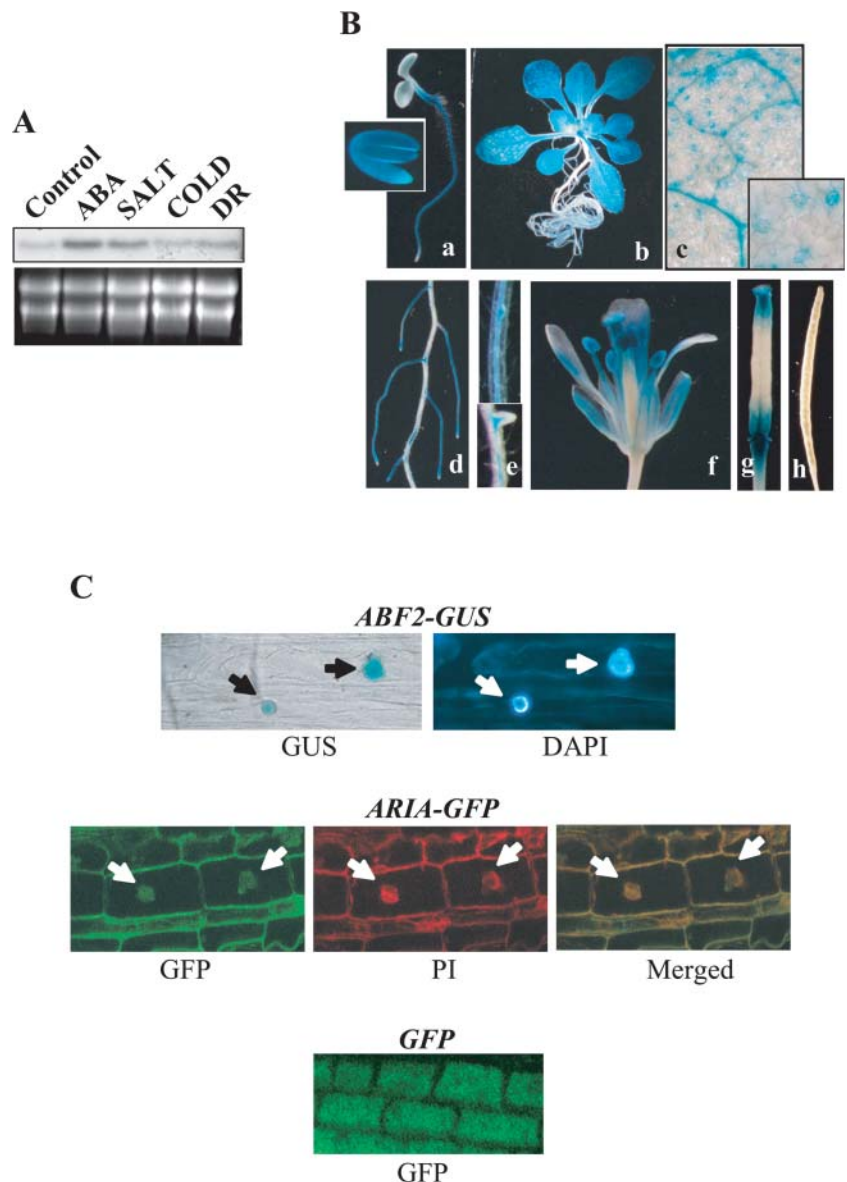 B
A
Control ABA SALT COLD DR
a
b
c
d
e
f
g
h
C
ABF2-GUS
GUS DAPI
ARIA-GFP
GFP PI Merged
GFP
GFP